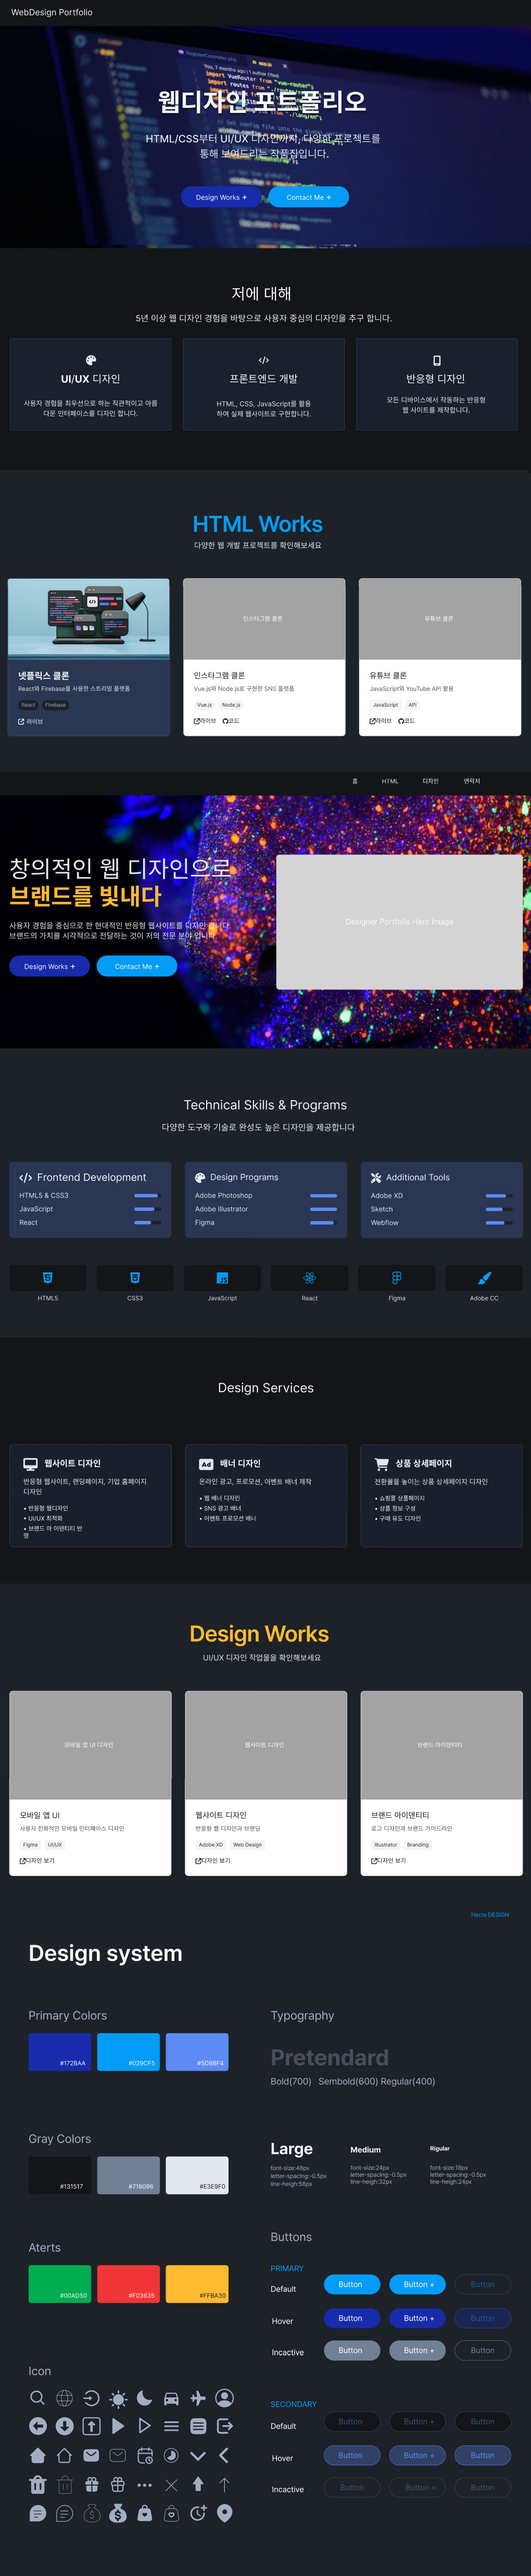 WebDesign Portfolio
웹디자인 포트폴리오
HTML/CSS부터 UI/UX 디자인까지, 다양한 프로젝트를
통해 보여드리는 작품집입니다.
Design Works +
Contact Me +
저에 대해
5년 이상 웹 디자인 경험을 바탕으로 사용자 중심의 디자인을 추구 합니다.
UI/UX 디자인
사용자 경험을 최우선으로 하는 직관적이고 아름
다운 인터페이스를 디자인 합니다.
프론트엔드 개발
HTML, CSS, JavaScript를 활용
하여 실제 웹사이트로 구현합니다.
반응형 디자인
모든 디바이스에서 작동하는 반응형
웹 사이트를 제작합니다.
HTML Works
다양한 웹 개발 프로젝트를 확인해보세요
넷플릭스 클론
React와 Firebase를 사용한 스트리밍 플랫폼
React
Firebase
라이브
인스타그램 클론
인스타그램 클론
Vue.js와 Node.js로 구현한 SNS 플랫폼
Vue.js
Node.js
라이브
코드
유튜브 클론
유튜브 클론
JavaScript와 YouTube API 활용
JavaScript
API
라이브
코드
홈
HTML
디자인
연락처
창의적인 웹 디자인으로
브랜드를 빛내다
사용자 경험을 중심으로 한 현대적인 반응형 웹사이트를 디자인 합니다.
브랜드의 가치를 시각적으로 전달하는 것이 저의 전문 분야 입니다.
Design Works +
Contact Me +
Designer Portfolio Hero Image
Technical Skills & Programs
다양한 도구와 기술로 완성도 높은 디자인을 제공합니다
Frontend Development
HTML5 & CSS3
JavaScript
React
Design Programs
Adobe Photoshop
Adobe Illustrator
Figma
Additional Tools
Adobe XD
Sketch
Webflow
HTML5
CSS3
JavaScript
React
Figma
Adobe CC
Design Services
웹사이트 디자인
반응형 웹사이트, 랜딩페이지, 기업 홈페이지
디자인
• 반응형 웹디자인
• UI/UX 최적화
• 브랜드 아 이덴티티 반
영
Ad
배너 디자인
온라인 광고, 프로모션, 이벤트 배너 제작
• 웹 배너 디자인
• SNS 광고 배너
• 이벤트 프로모션 배너
상품 상세페이지
전환율을 높이는 상품 상세페이지 디자인
• 쇼핑몰 상품페이지
• 상품 정보 구성
• 구매 유도 디자인
Design Works
UI/UX 디자인 작업물을 확인해보세요
모바일 앱 UI 디자인
모바일 앱 UI
사용자 친화적인 모바일 인터페이스 디자인
Figma
UI/UX
디자인 보기
웹사이트 디자인
웹사이트 디자인
반응형 웹 디자인과 브랜딩
Adobe XD
Web Design
디자인 보기
브랜드 아이덴티티
브랜드 아이덴티티
로고 디자인과 브랜드 가이드라인
Illustrator
Branding
디자인 보기
Hecla DESIGN
Design system
Primary Colors
#172BAA
#029CF5
#5D8BF4
Gray Colors
#131517
#718096
#E3E9F0
Aterts
#00AD50
#F03835
#FFBA30
Icon
Typography
Pretendard
Bold(700) Sembold(600) Regular(400)
Large
font-size:48px
letter-spacing:-0.5px
line-heigh:56px
Medium
font-size:24px
letter-spacing:-0.5px
line-heigh:32px
Rigular
font-size:18px
letter-spacing:-0.5px
line-heigh:24px
Buttons
PRIMARY
Default
Button
Button +
Button
Hover
Button
Button +
Button
Incactive
Button
Button +
Button
SECONDARY
Default
Button
Button +
Button
Hover
Button
Button +
Button
Incactive
Button
Button +
Button